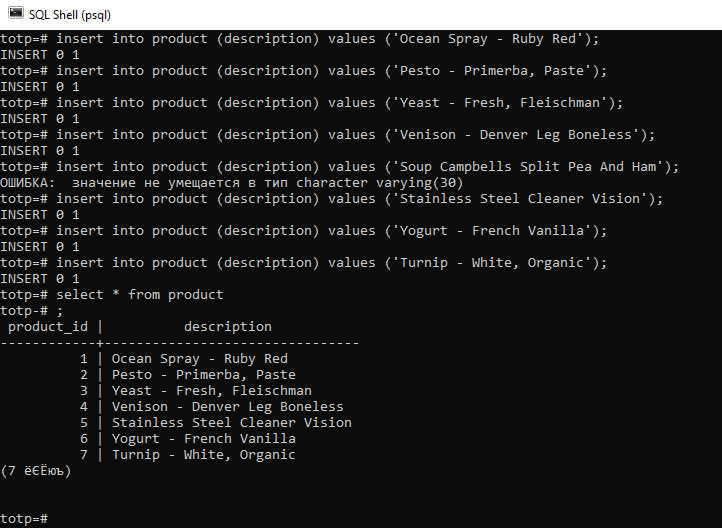 SQL Shell (psql)
totp=# insert into product (description) values ('Ocean Spray - Ruby Red');
INSERT 0 1
totp=# insert into product (description) values ('Pesto - Primerba, Paste');
INSERT 0 1
totp=# insert into product (description) values ('Yeast - Fresh, Fleischman');
INSERT 0 1
totp=# insert into product (description) values ('Venison - Denver Leg Boneless');
INSERT 0 1
totp=# insert into product (description) values ('Soup Campbells Split Pea And Ham');
ОШИБКА:  значение не умещается в тип character varying(30)
totp=# insert into product (description) values ('Stainless Steel Cleaner Vision');
INSERT 0 1
totp=# insert into product (description) values ('Yogurt - French Vanilla');
INSERT 0 1
totp=# insert into product (description) values ('Turnip - White, Organic');
INSERT 0 1
totp=# select * from product
totp-# ;
 product_id |          description
------------+--------------------------------
          1 | Ocean Spray - Ruby Red
          2 | Pesto - Primerba, Paste
          3 | Yeast - Fresh, Fleischman
          4 | Venison - Denver Leg Boneless
          5 | Stainless Steel Cleaner Vision
          6 | Yogurt - French Vanilla
          7 | Turnip - White, Organic
(7 ёЄЁюъ)
totp=#